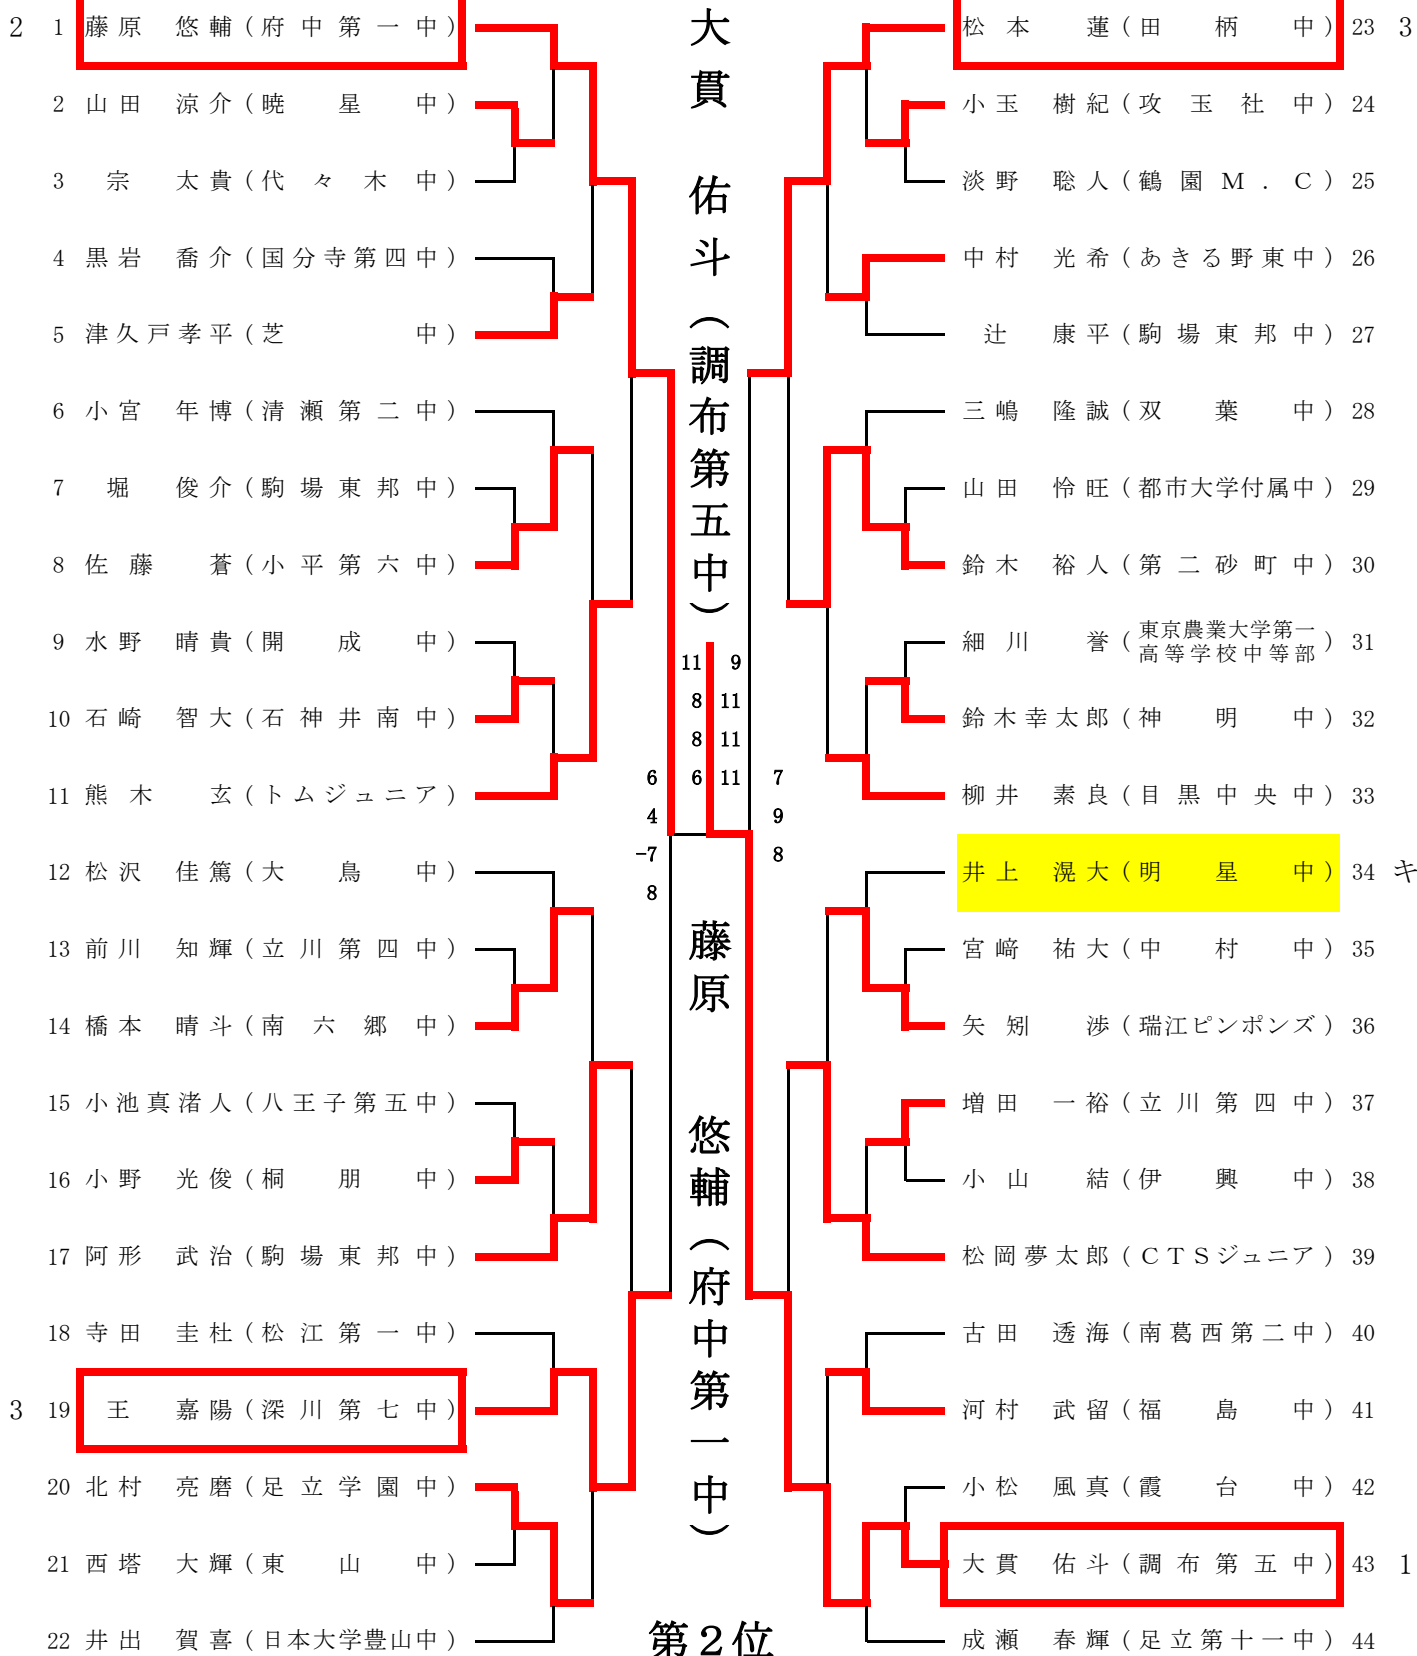 2 1 藤原 悠輔(府中第一中)
2 山田 涼介(暁星中)
3 宗 太貴(代々木中)
4 黒岩 喬介(国分寺第四中)
5 津久戸孝平(芝中)
6 小宮 年博(清瀬第二中)
7 堀 俊介(駒場東邦中)
8 佐藤 蒼(小平第六中)
9 水野 晴貴(開成中)
10 石崎 智大(石神井南中)
11 熊木 玄(トムジュニア)
12 松沢 佳篤(大鳥中)
13 前川 知輝(立川第四中)
14 橋本 晴斗(南六郷中)
15 小池真渚人(八王子第五中)
16 小野 光俊(桐朋中)
17 阿形 武治(駒場東邦中)
18 寺田 圭杜(松江第一中)
3 19 王 嘉陽(深川第七中)
20 北村 亮磨(足立学園中)
21 西塔 大輝(東山中)
22 井出 賀喜(日本大学豊山中)
大貫 佑斗(調布第五中)
11 9
8 11
8 11
6 11
6
4
-7
8
7
9
8
藤原 悠輔(府中第一中)
第2位
松本 蓮(田柄中) 23 3
小玉 樹紀(攻玉社中) 24
淡野 聡人(鶴園M.C) 25
中村 光希(あきる野東中) 26
辻 康平(駒場東邦中) 27
三嶋 隆誠(双葉中) 28
山田 怜旺(都市大学付属中) 29
鈴木 裕人(第二砂町中) 30
細川 誉(東京農業大学第一
高等学校中等部) 31
鈴木幸太郎(神明中) 32
柳井 素良(目黒中央中) 33
井上 滉大(明星中) 34 キ
宮﨑 祐大(中村中) 35
矢矧 渉(瑞江ピンポンズ) 36
増田 一裕(立川第四中) 37
小山 結(伊興中) 38
松岡夢太郎(CTSジュニア) 39
古田 透海(南葛西第二中) 40
河村 武留(福島中) 41
小松 風真(霞台中) 42
大貫 佑斗(調布第五中) 43 1
成瀬 春輝(足立第十一中) 44